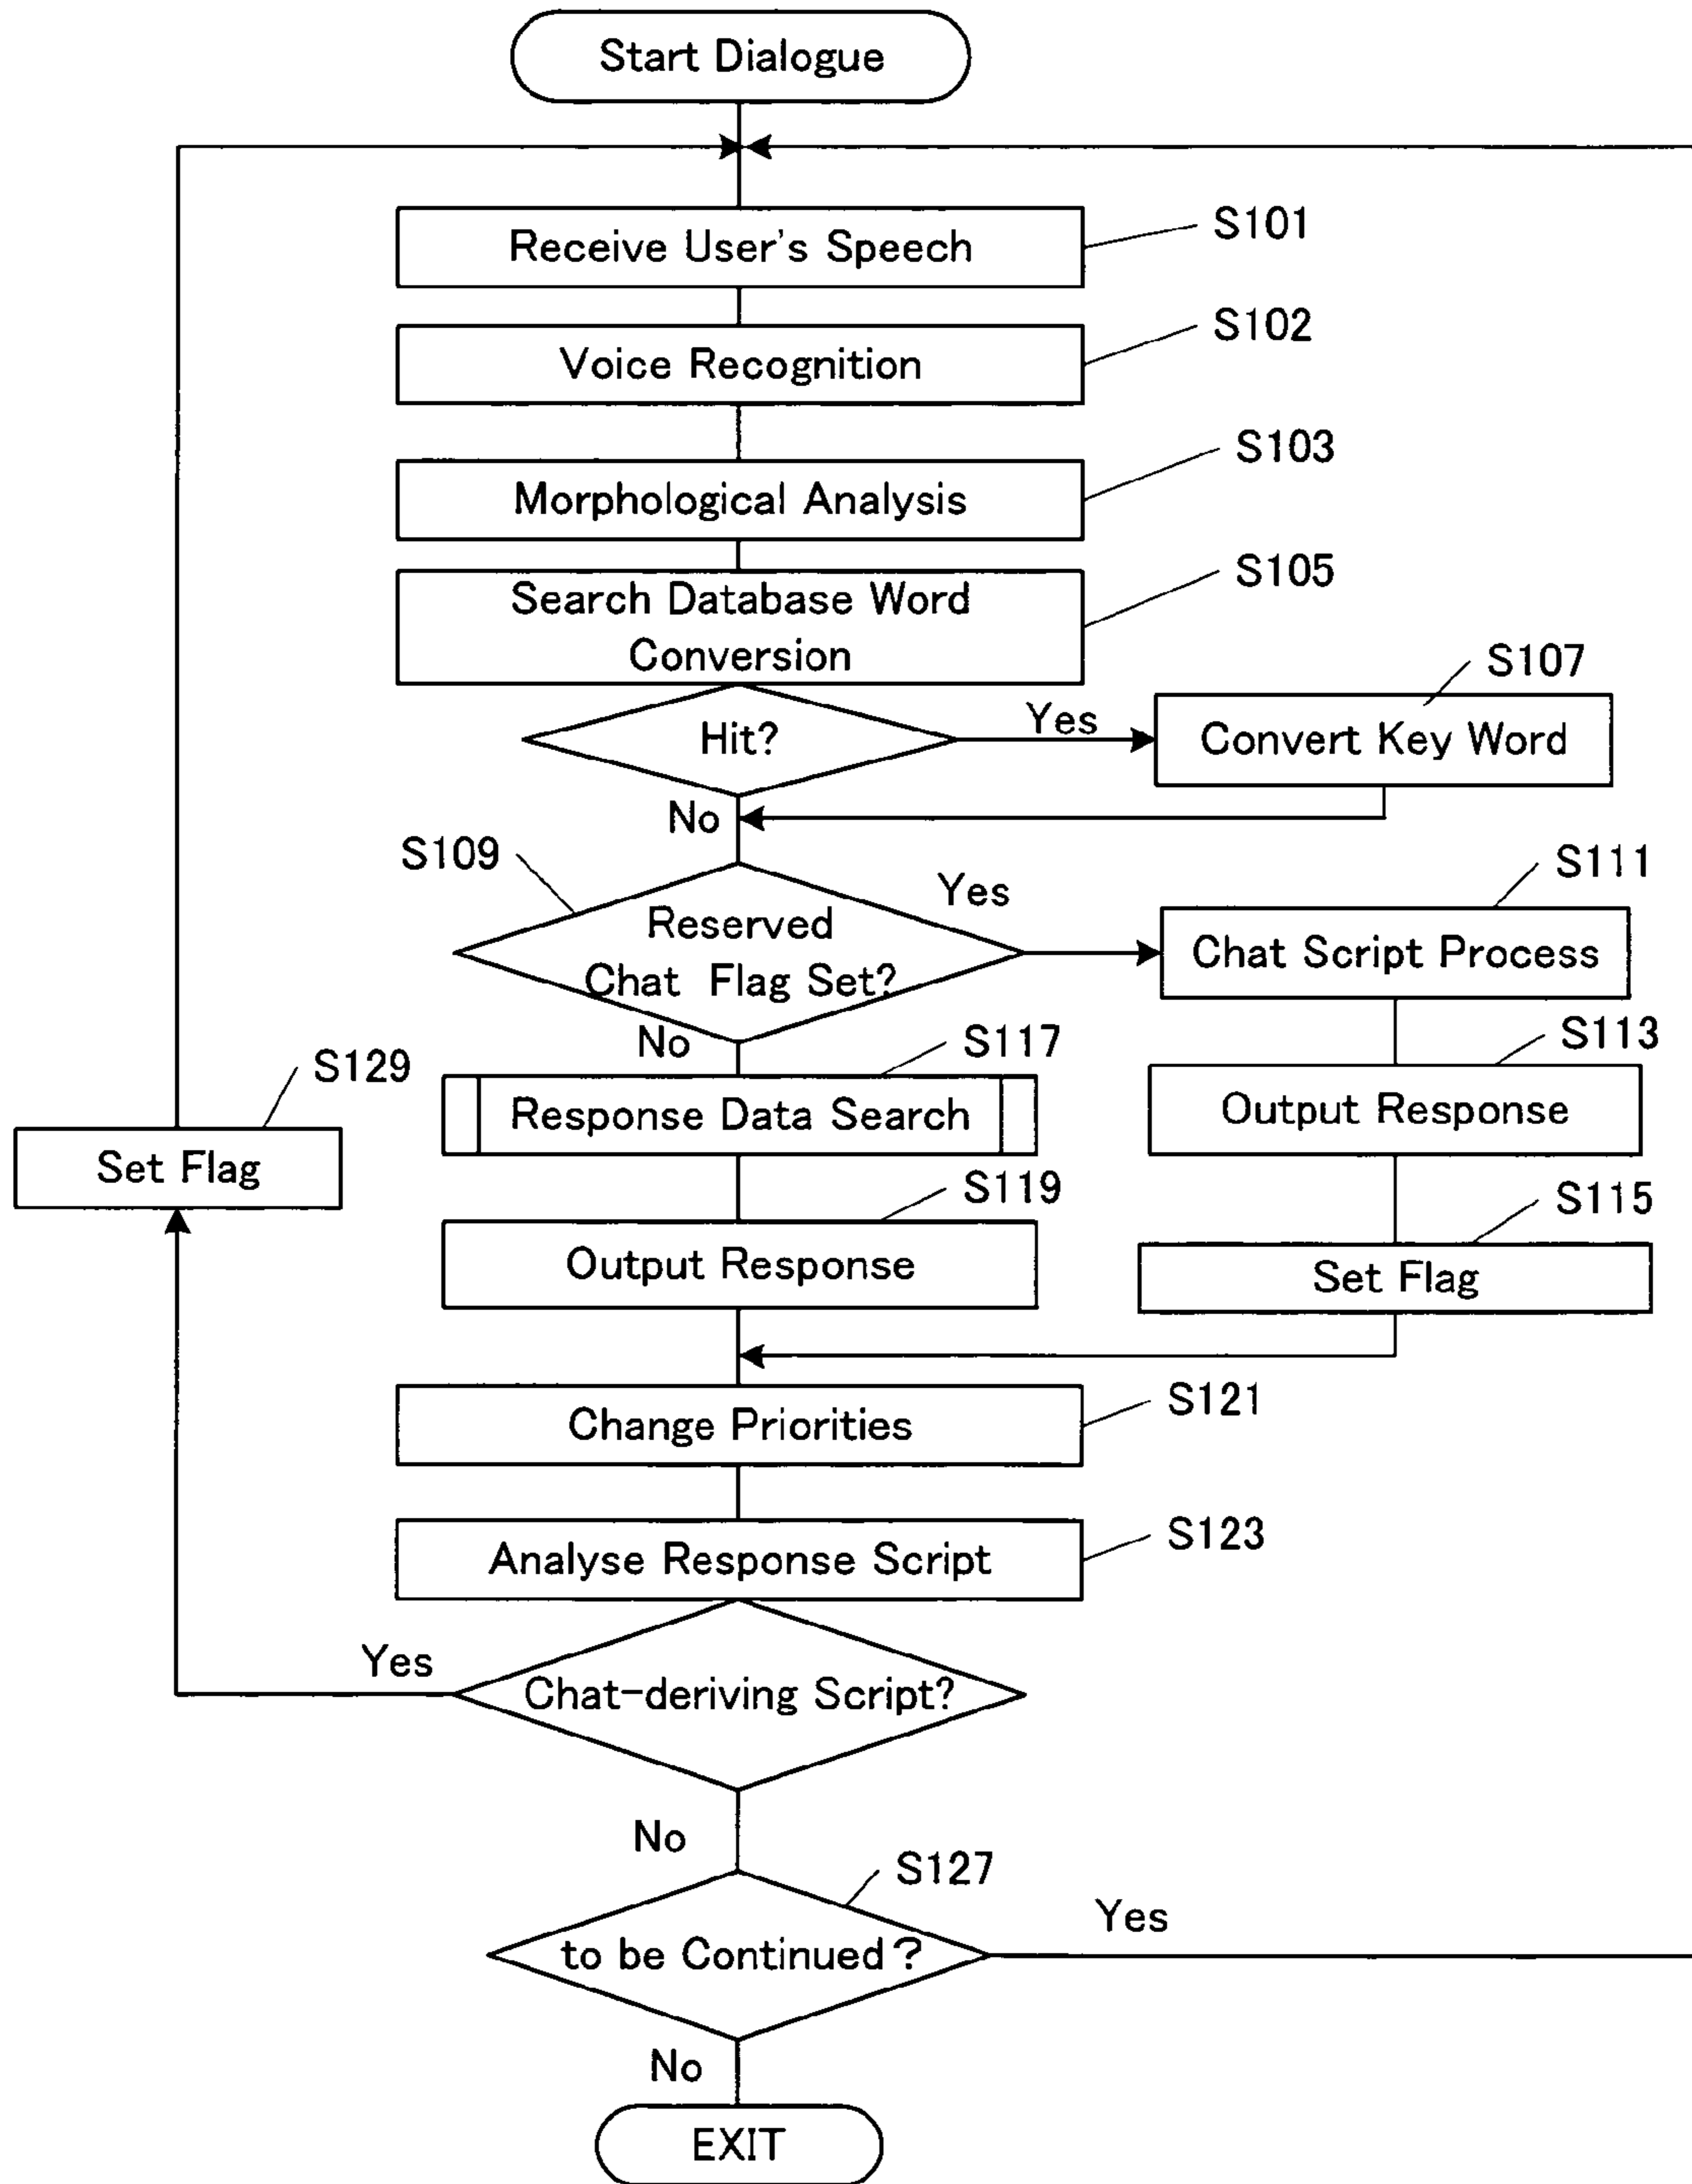 Start Dialogue
Receive User's Speech
S101
Voice Recognition
S102
Morphological Analysis
S103
Search Database Word
Conversion
S105
Hit?
Yes
Convert Key Word
S107
No
S109
Reserved
Chat Flag Set?
Yes
Chat Script Process
S111
No
Response Data Search
S117
Output Response
S113
Set Flag
S129
Output Response
S119
Set Flag
S115
Change Priorities
S121
Analyse Response Script
S123
Yes
Chat-deriving Script?
No
S127
to be Continued?
Yes
No
EXIT